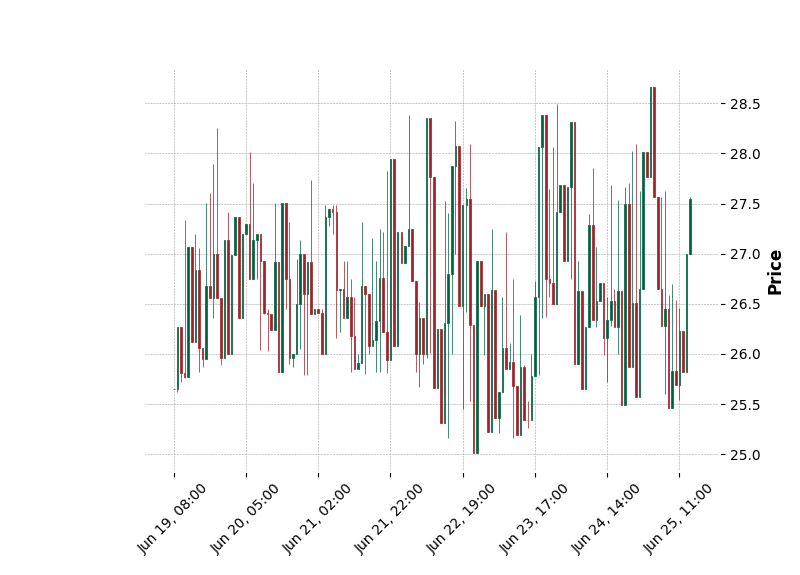 28.5
28.0
27.5
27.0
26.5
26.0
25.5
25.0
Price
Jun 19, 08:00
Jun 20, 05:00
Jun 21, 02:00
Jun 21, 22:00
Jun 22, 19:00
Jun 23, 17:00
Jun 24, 14:00
Jun 25, 11:00